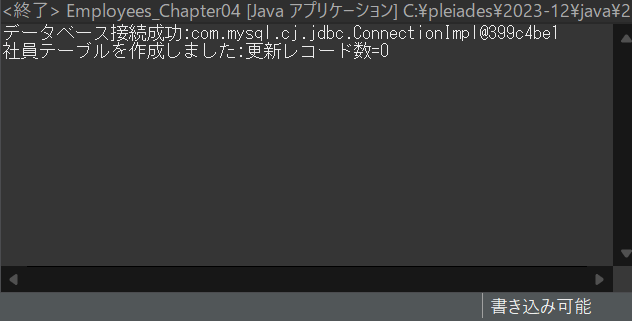 <終了> Employees_Chapter04 [Java アプリケーション] C:¥pleiades¥2023-12¥java¥2
データベース接続成功:com.mysql.cj.jdbc.ConnectionImpl@399c4be1
社員テーブルを作成しました:更新レコード数=0
書き込み可能